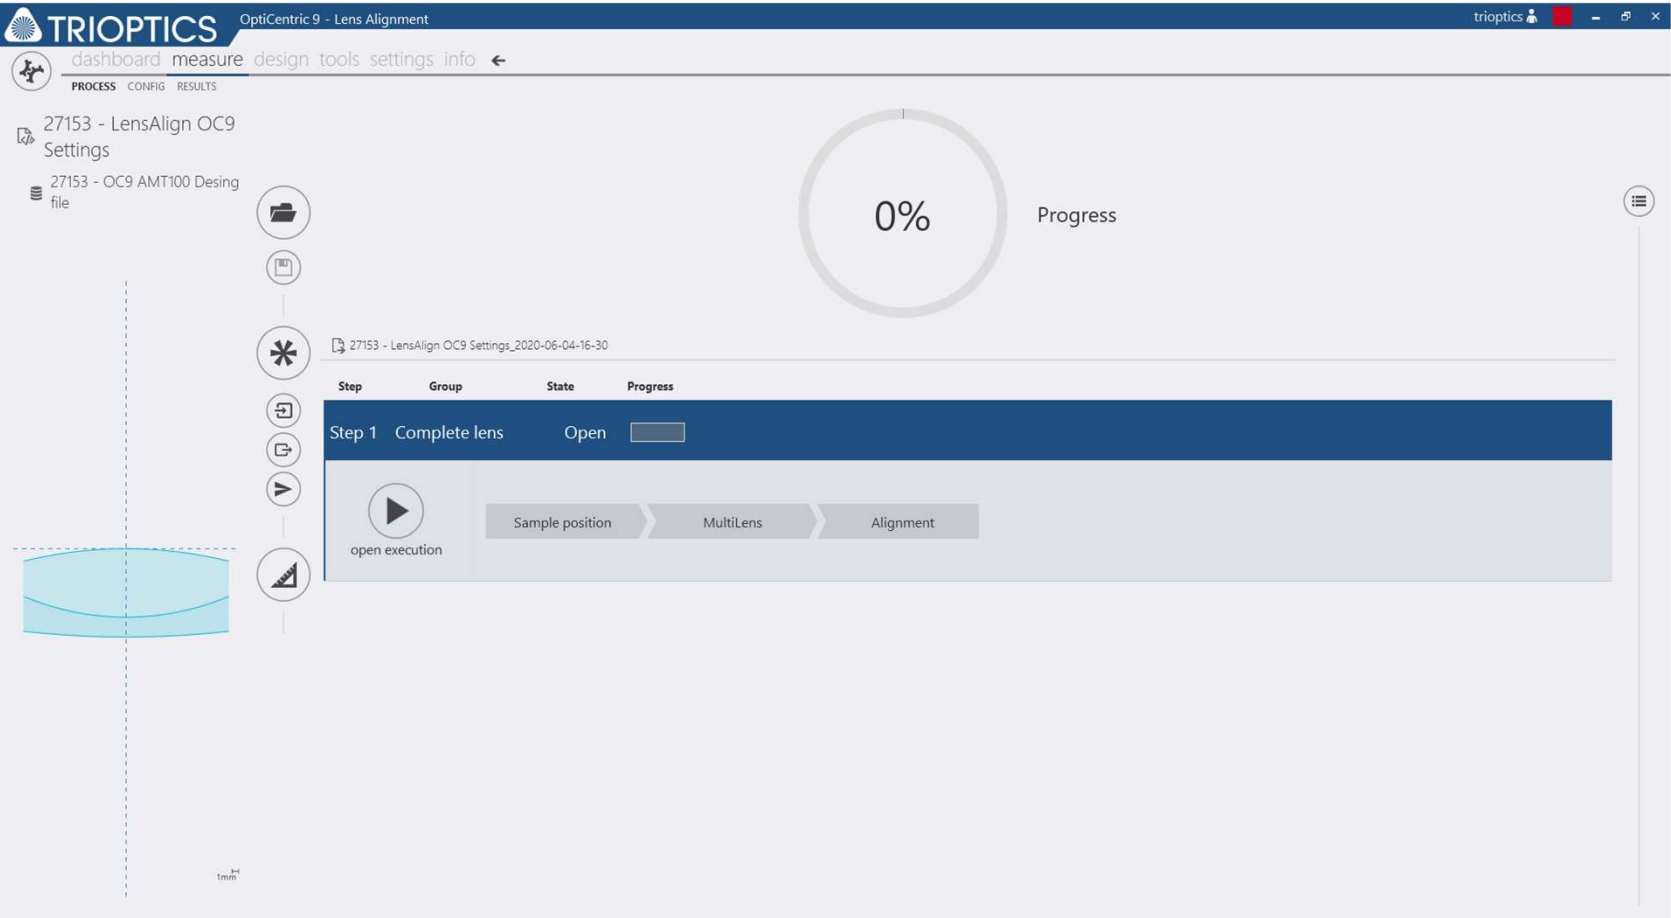 TRIOPTICS
OptiCentric 9 - Lens Alignment
trioptics
dashboard measure design tools settings info
PROCESS CONFIG RESULTS
27153 - LensAlign OC9
Settings
27153 - OC9 AMT100 Desing
file
0%
Progress
27153 - LensAlign OC9 Settings_2020-06-04-16-30
Step Group State Progress
Step 1 Complete lens Open
Sample position MultiLens Alignment
open execution
1mm